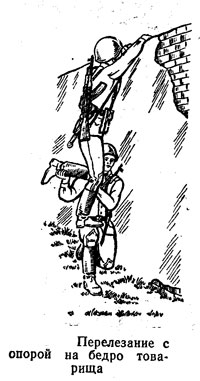 Перелезание с
опорой на бедро това-
рища